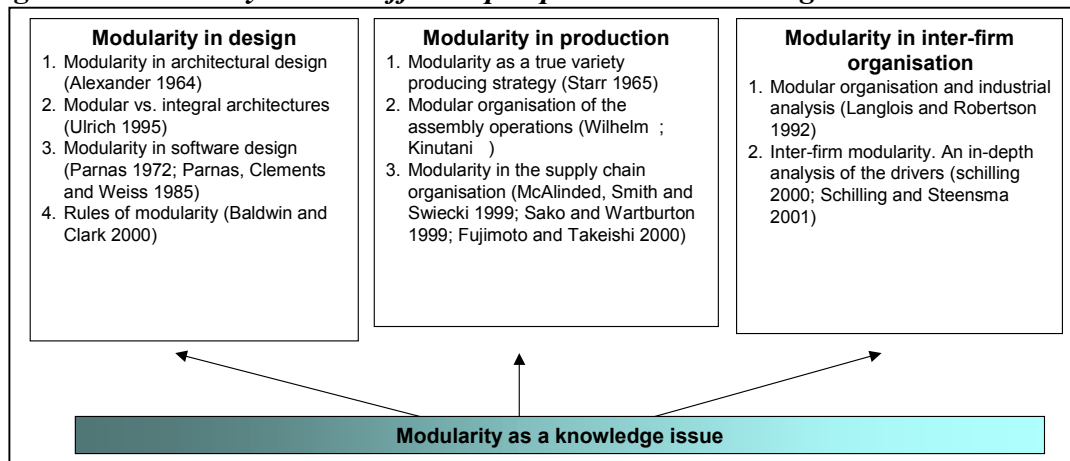 Modularity in design
1. Modularity in architectural design
(Alexander 1964)
2. Modular vs. integral architectures
(Ulrich 1995)
3. Modularity in software design
(Parnas 1972; Parnas, Clements
and Weiss 1985)
4. Rules of modularity (Baldwin and
Clark 2000)
Modularity in production
1. Modularity as a true variety
producing strategy (Starr 1965)
2. Modular organisation of the
assembly operations (Wilhelm ;
Kinutani )
3. Modularity in the supply chain
organisation (McAlinded, Smith and
Swiecki 1999; Sako and Wartburton
1999; Fujimoto and Takeishi 2000)
Modularity in inter-firm
organisation
1. Modular organisation and industrial
analysis (Langlois and Robertson
1992)
2. Inter-firm modularity. An in-depth
analysis of the drivers (schilling
2000; Schilling and Steensma
2001)
Modularity as a knowledge issue